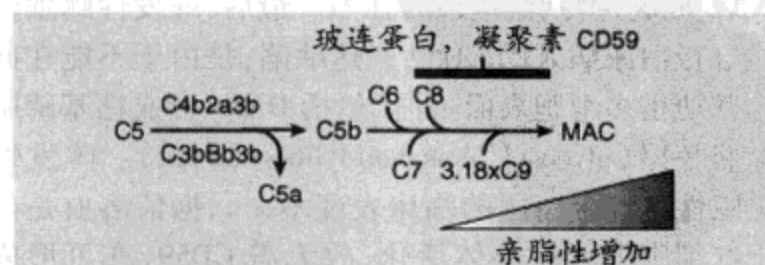 玻连蛋白，凝聚素 CD59
C4b2a3b
C6 C8
C5 C5b MAC
C3bBb3b
C7 3.18xC9
C5a
亲脂性增加